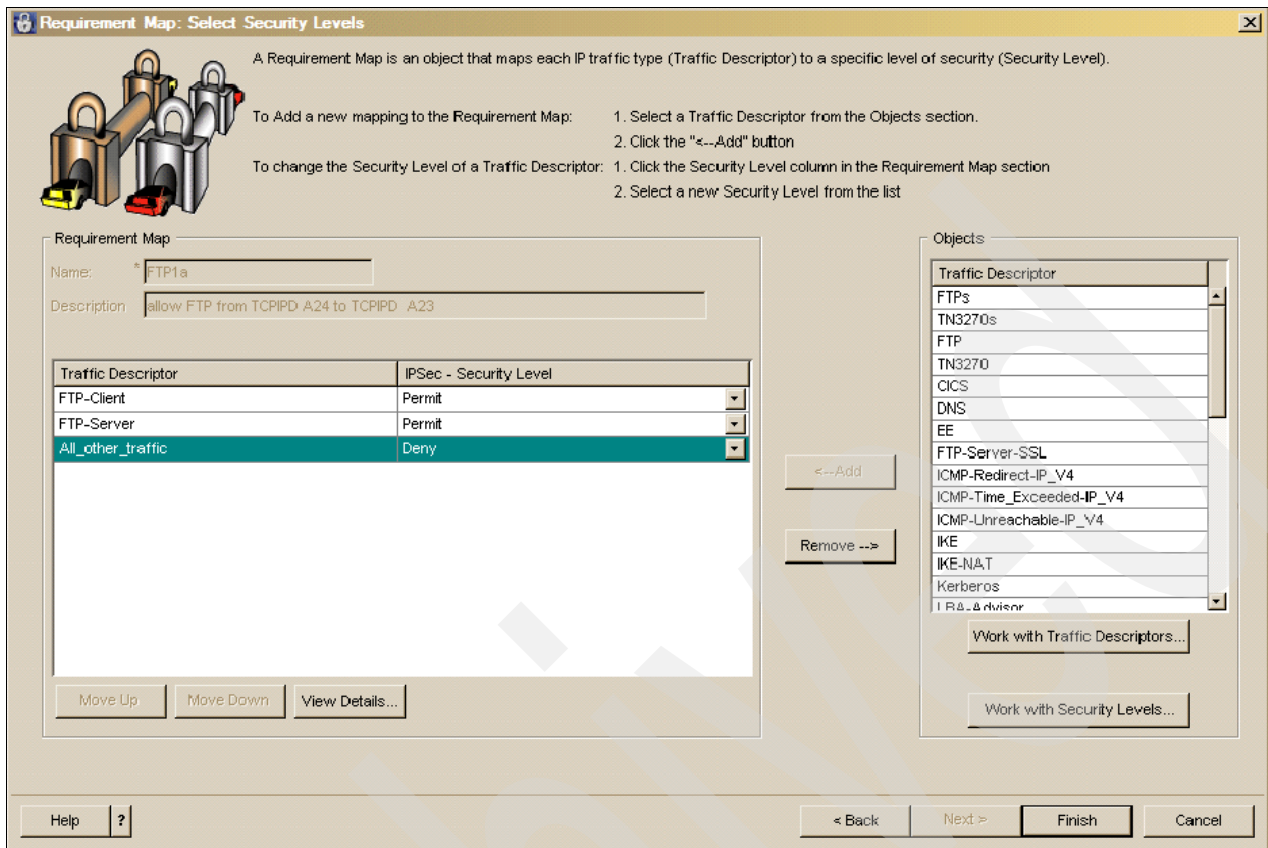 Requirement Map: Select Security Levels
A Requirement Map is an object that maps each IP traffic type (Traffic Descriptor) to a specific level of security (Security Level).
To Add a new mapping to the Requirement Map: 1. Select a Traffic Descriptor from the Objects section.
2. Click the "<--Add" button
To change the Security Level of a Traffic Descriptor: 1. Click the Security Level column in the Requirement Map section
2. Select a new Security Level from the list
Requirement Map
Name: * FTP1a
Description allow FTP from TCPIPD A24 to TCPIPD A23
Traffic Descriptor IPSec - Security Level
FTP-Client Permit
FTP-Server Permit
All_other_traffic Deny
Move Up Move Down View Details...
<--Add
Remove -->
Objects
Traffic Descriptor
FTPs
TN3270s
FTP
TN3270
CICS
DNS
EE
FTP-Server-SSL
ICMP-Redirect-IP_V4
ICMP-Time_Exceeded-IP_V4
ICMP-Unreachable-IP_V4
IKE
IKE-NAT
Kerberos
LBA-Advisor
Work with Traffic Descriptors...
Work with Security Levels...
Help ? < Back Next > Finish Cancel